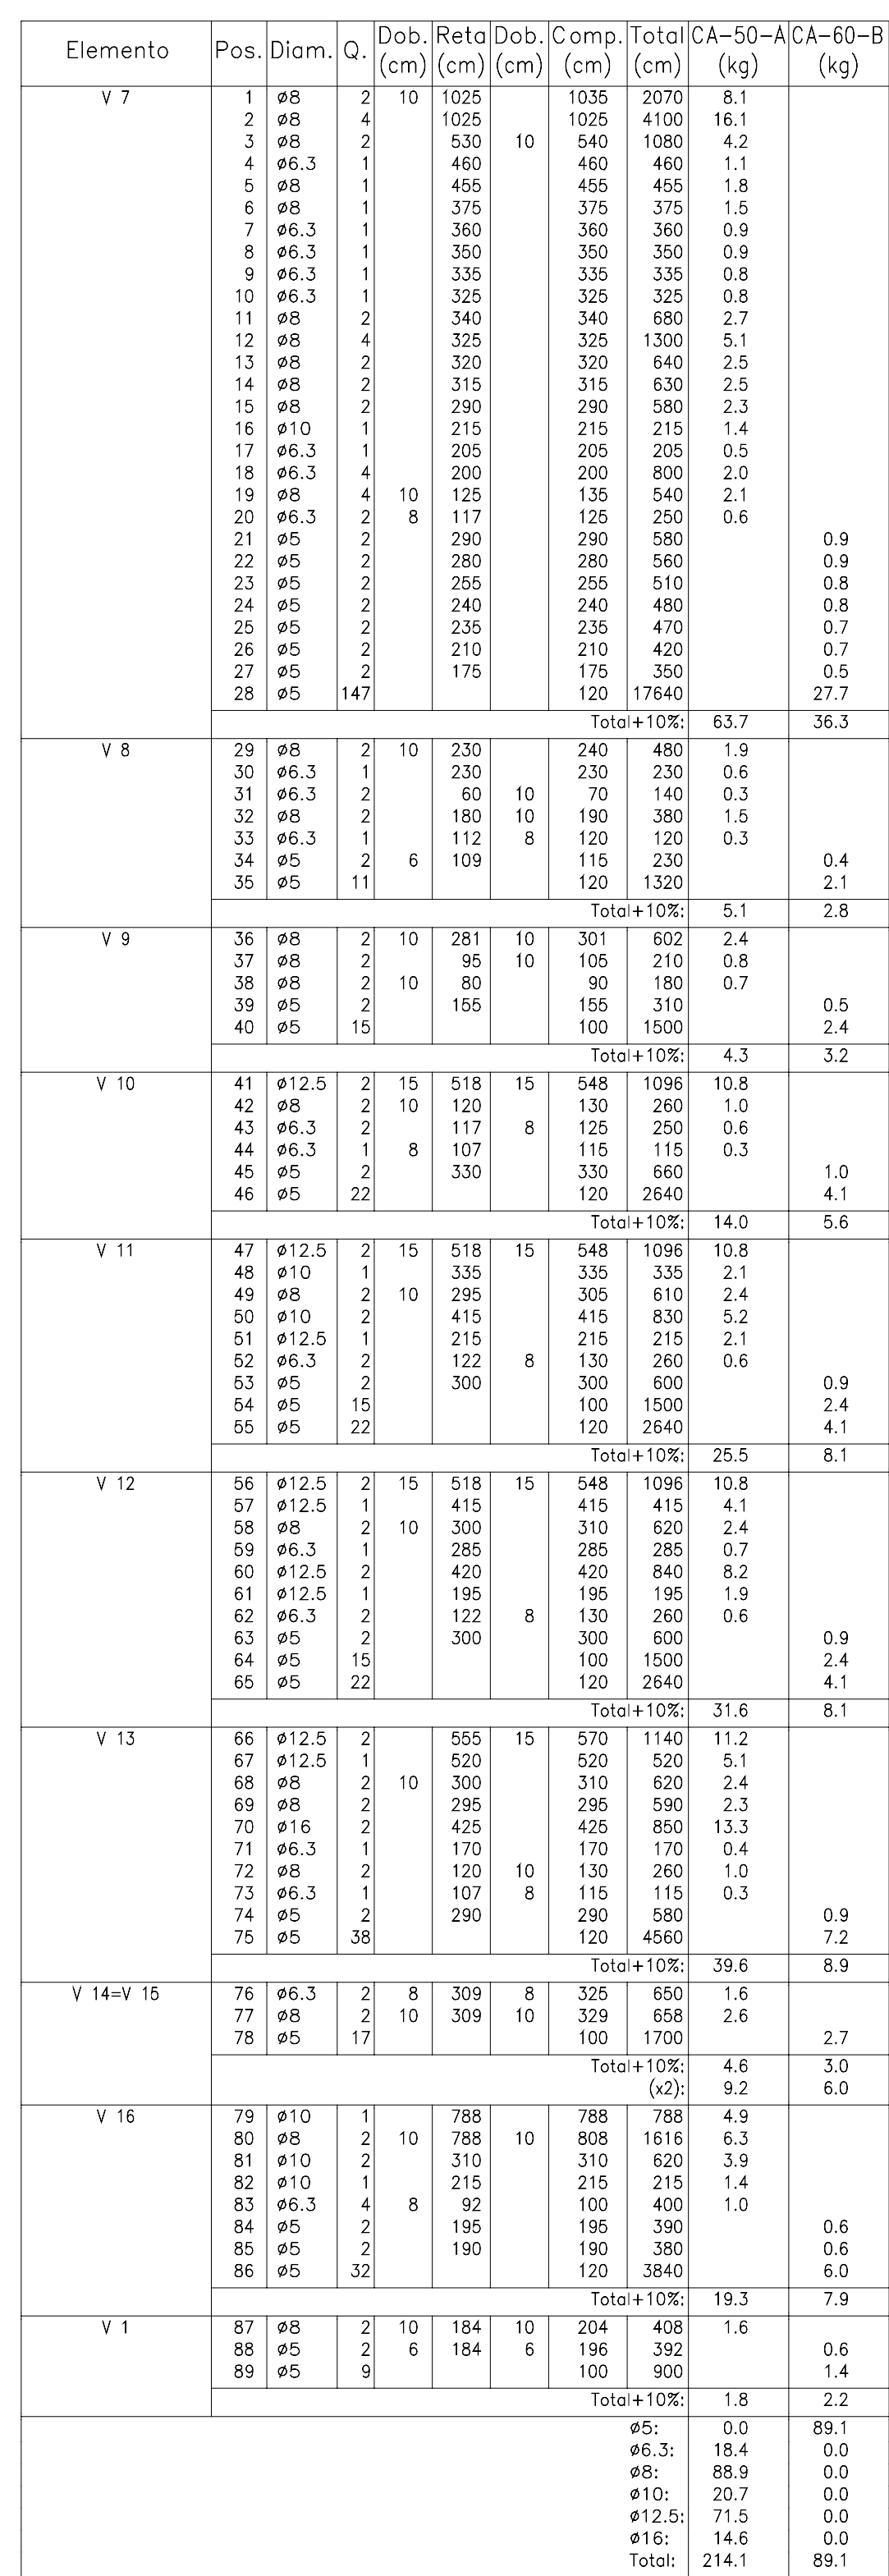 Elemento Pos. Diam. Q. Dob. (cm) Reta (cm) Dob. (cm) Comp. (cm) Total (cm) CA-50-A (kg) CA-60-B (kg)
V 7 1 ø8 2 10 1025 1035 2070 8.1
2 ø8 4 1025 1025 4100 16.1
3 ø8 2 530 10 540 1080 4.2
4 ø6.3 1 460 460 460 1.1
5 ø8 1 455 455 455 1.8
6 ø8 1 375 375 375 1.5
7 ø6.3 1 360 360 360 0.9
8 ø6.3 1 350 350 350 0.9
9 ø6.3 1 335 335 335 0.8
10 ø6.3 1 325 325 325 0.8
11 ø8 2 340 340 680 2.7
12 ø8 4 325 325 1300 5.1
13 ø8 2 320 320 640 2.5
14 ø8 2 315 315 630 2.5
15 ø8 2 290 290 580 2.3
16 ø10 1 215 215 215 1.4
17 ø6.3 1 205 205 205 0.5
18 ø6.3 4 200 200 800 2.0
19 ø8 4 10 125 135 540 2.1
20 ø6.3 2 8 117 125 250 0.6
21 ø5 2 290 290 580 0.9
22 ø5 2 280 280 560 0.9
23 ø5 2 255 255 510 0.8
24 ø5 2 240 240 480 0.8
25 ø5 2 235 235 470 0.7
26 ø5 2 210 210 420 0.7
27 ø5 2 175 175 350 0.5
28 ø5 147 120 17640 27.7
Total+10%: 63.7 36.3
V 8 29 ø8 2 10 230 240 480 1.9
30 ø6.3 1 230 230 230 0.6
31 ø6.3 2 60 10 70 140 0.3
32 ø8 2 180 10 190 380 1.5
33 ø6.3 1 112 8 120 120 0.3
34 ø5 2 6 109 115 230 0.4
35 ø5 11 120 1320 2.1
Total+10%: 5.1 2.8
V 9 36 ø8 2 10 281 10 301 602 2.4
37 ø8 2 95 10 105 210 0.8
38 ø8 2 10 80 90 180 0.7
39 ø5 2 155 155 310 0.5
40 ø5 15 100 1500 2.4
Total+10%: 4.3 3.2
V 10 41 ø12.5 2 15 518 15 548 1096 10.8
42 ø8 2 10 120 130 260 1.0
43 ø6.3 2 117 8 125 250 0.6
44 ø6.3 1 8 107 115 115 0.3
45 ø5 2 330 330 660 1.0
46 ø5 22 120 2640 4.1
Total+10%: 14.0 5.6
V 11 47 ø12.5 2 15 518 15 548 1096 10.8
48 ø10 1 335 335 335 2.1
49 ø8 2 10 295 305 610 2.4
50 ø10 2 415 415 830 5.2
51 ø12.5 1 215 215 215 2.1
52 ø6.3 2 122 8 130 260 0.6
53 ø5 2 300 300 600 0.9
54 ø5 15 100 1500 2.4
55 ø5 22 120 2640 4.1
Total+10%: 25.5 8.1
V 12 56 ø12.5 2 15 518 15 548 1096 10.8
57 ø12.5 1 415 415 415 4.1
58 ø8 2 10 300 310 620 2.4
59 ø6.3 1 285 285 285 0.7
60 ø12.5 2 420 420 840 8.2
61 ø12.5 1 195 195 195 1.9
62 ø6.3 2 122 8 130 260 0.6
63 ø5 2 300 300 600 0.9
64 ø5 15 100 1500 2.4
65 ø5 22 120 2640 4.1
Total+10%: 31.6 8.1
V 13 66 ø12.5 2 555 15 570 1140 11.2
67 ø12.5 1 520 520 520 5.1
68 ø8 2 10 300 310 620 2.4
69 ø8 2 295 295 590 2.3
70 ø16 2 425 425 850 13.3
71 ø6.3 1 170 170 170 0.4
72 ø8 2 120 10 130 260 1.0
73 ø6.3 1 107 8 115 115 0.3
74 ø5 2 290 290 580 0.9
75 ø5 38 120 4560 7.2
Total+10%: 39.6 8.9
V 14=V 15 76 ø6.3 2 8 309 8 325 650 1.6
77 ø8 2 10 309 10 329 658 2.6
78 ø5 17 100 1700 2.7
Total+10%: 4.6 3.0
(x2): 9.2 6.0
V 16 79 ø10 1 788 788 788 4.9
80 ø8 2 10 788 10 808 1616 6.3
81 ø10 2 310 310 620 3.9
82 ø10 1 215 215 215 1.4
83 ø6.3 4 8 92 100 400 1.0
84 ø5 2 195 195 390 0.6
85 ø5 2 190 190 380 0.6
86 ø5 32 120 3840 6.0
Total+10%: 19.3 7.9
V 1 87 ø8 2 10 184 10 204 408 1.6
88 ø5 2 6 184 6 196 392 0.6
89 ø5 9 100 900 1.4
Total+10%: 1.8 2.2
ø5: 0.0 89.1
ø6.3: 18.4 0.0
ø8: 88.9 0.0
ø10: 20.7 0.0
ø12.5: 71.5 0.0
ø16: 14.6 0.0
Total: 214.1 89.1